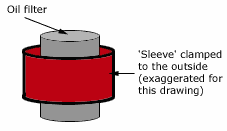 Oil filter
'Sleeve' clamped
to the outside
(exaggerated for
this drawing)